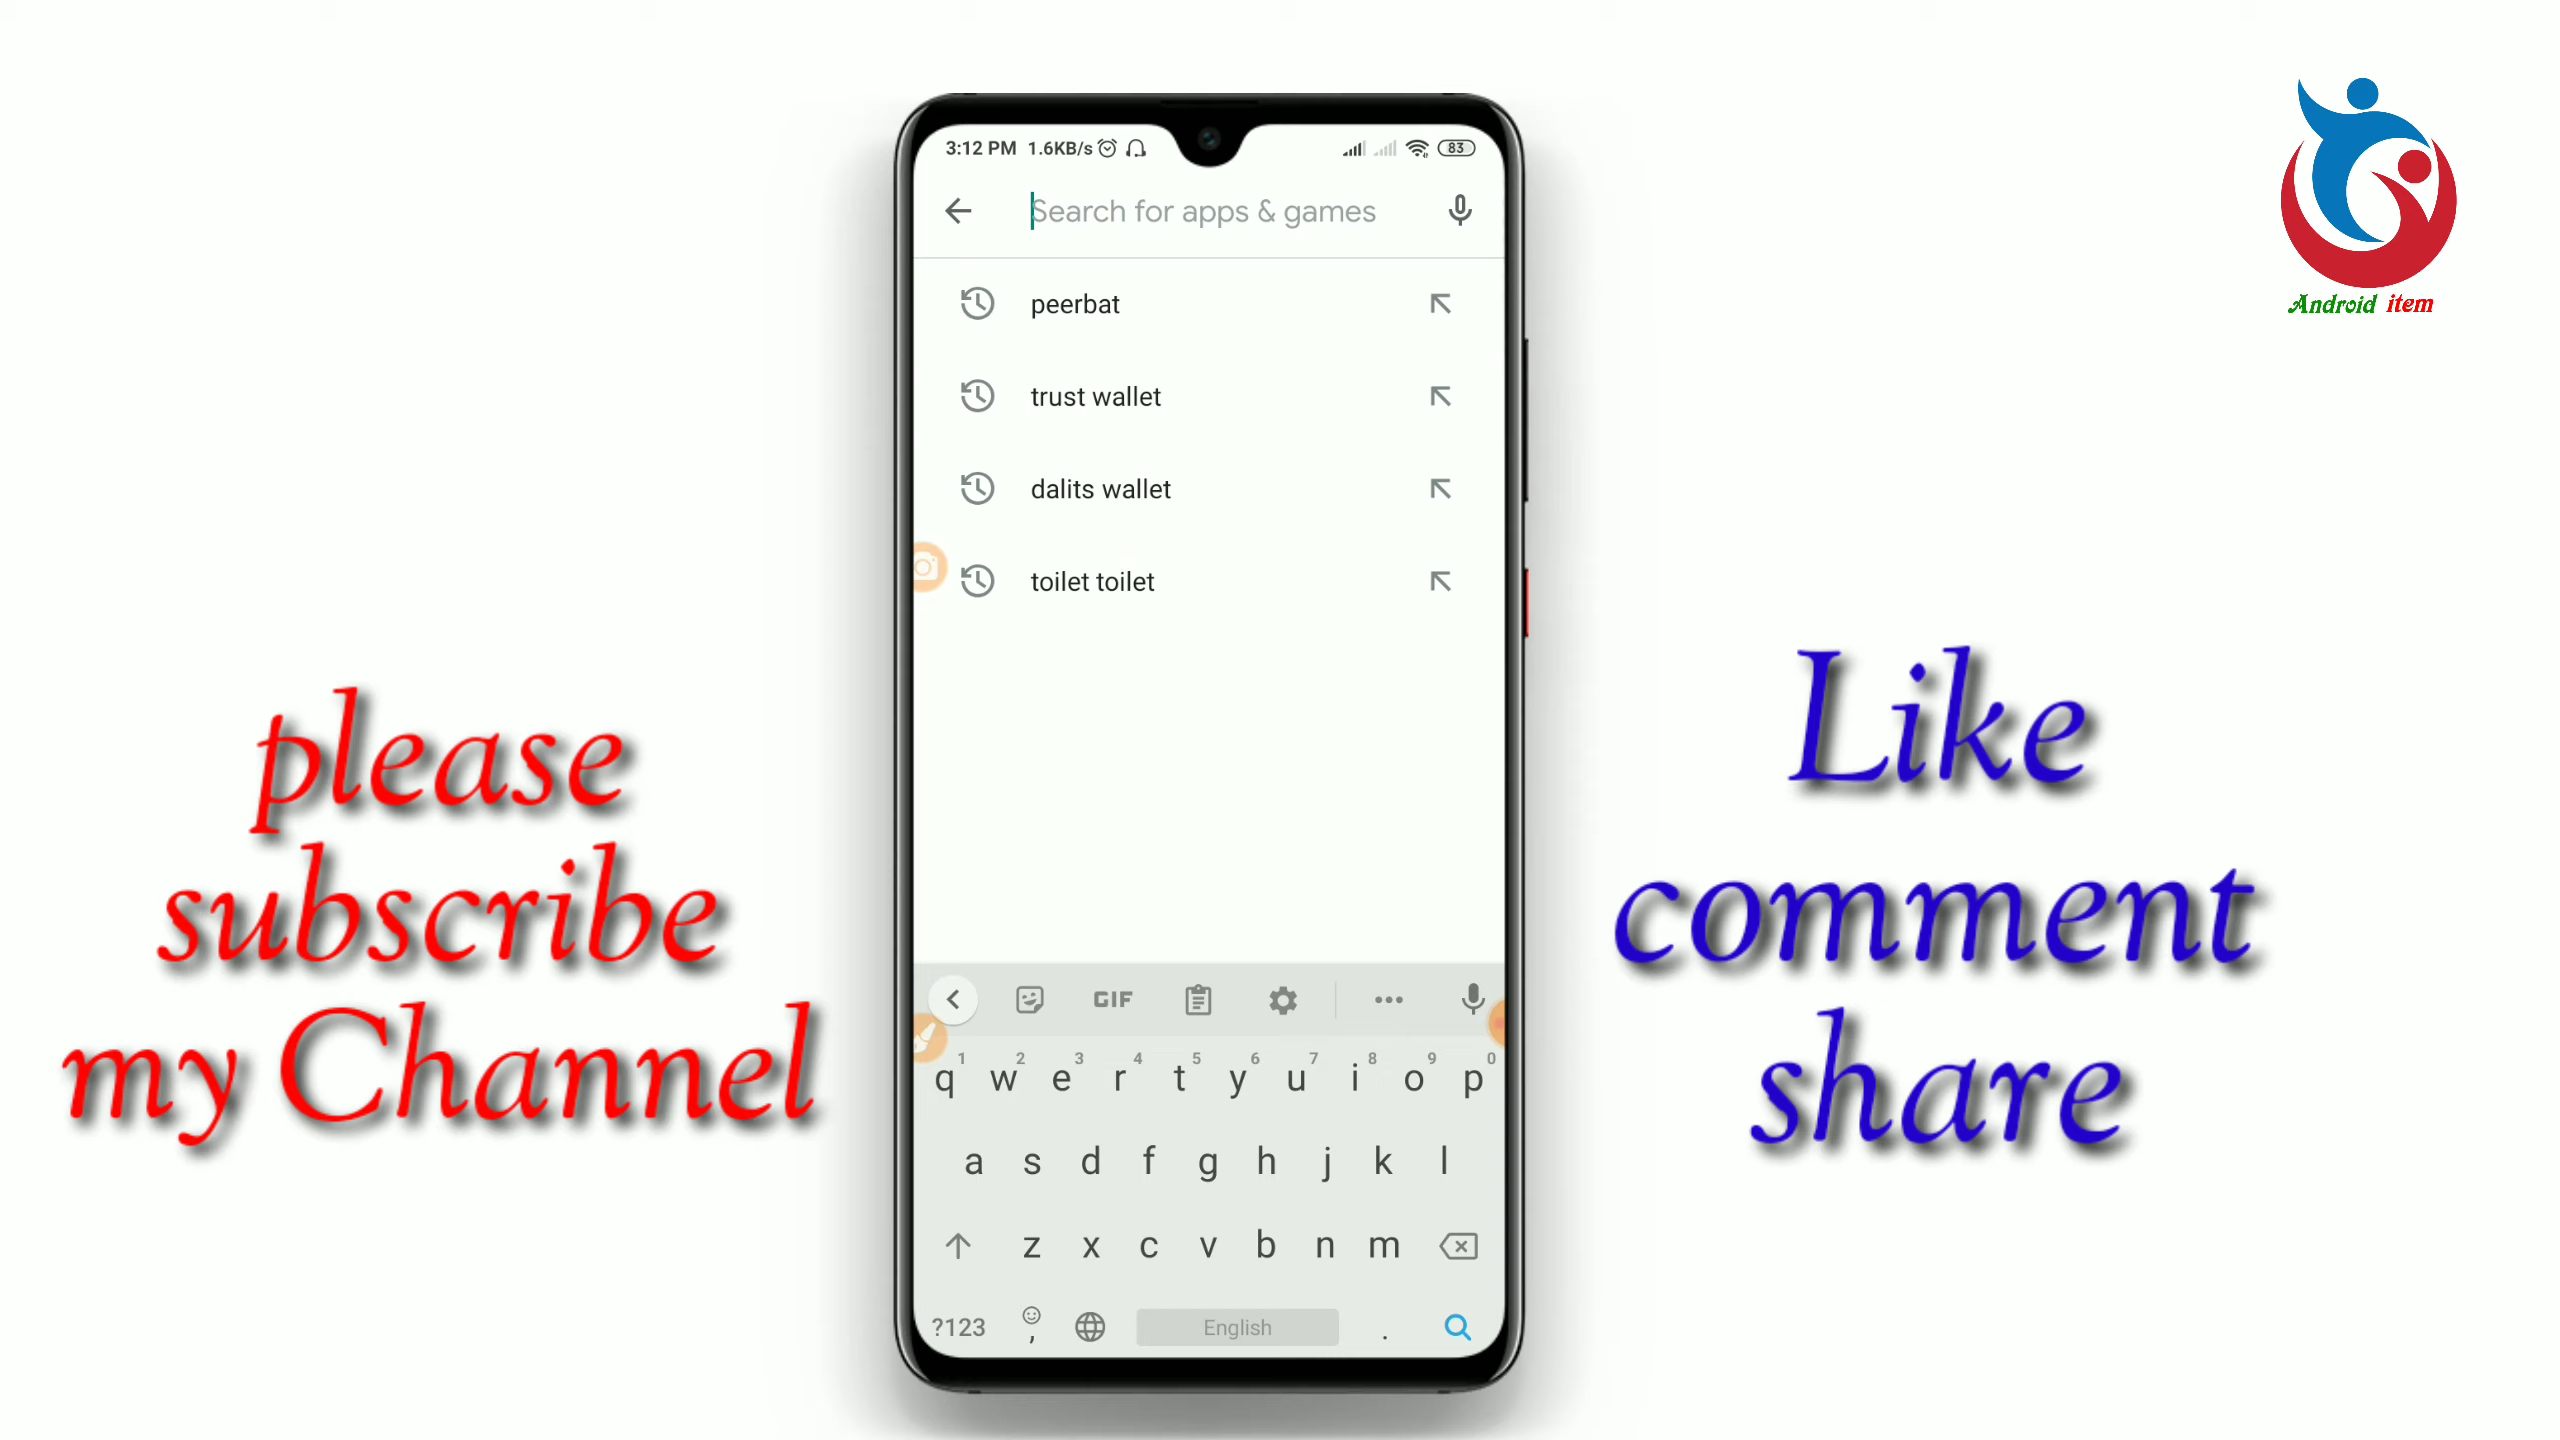 3:12 PM 1.6KB/s 83
Search for apps & games
peerbat
trust wallet
dalits wallet
toilet toilet
GIF
1 2 3 4 5 6 7 8 9 0
q w e r t y u i o p
a s d f g h j k l
z x c v b n m
?123 , English .
please
subscribe
my Channel
Like
comment
share
Android item